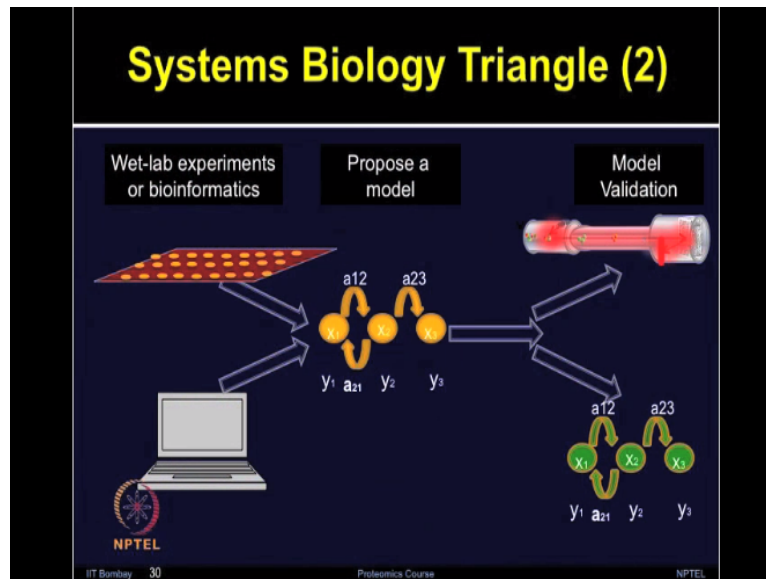 Systems Biology Triangle (2)
Wet-lab experiments
or bioinformatics
Propose a
model
Model
Validation
a12 a23
X1 X2 X3
y1 a21 y2 y3
a12 a23
X1 X2 X3
y1 a21 y2 y3
NPTEL
IIT Bombay 30 Proteomics Course NPTEL